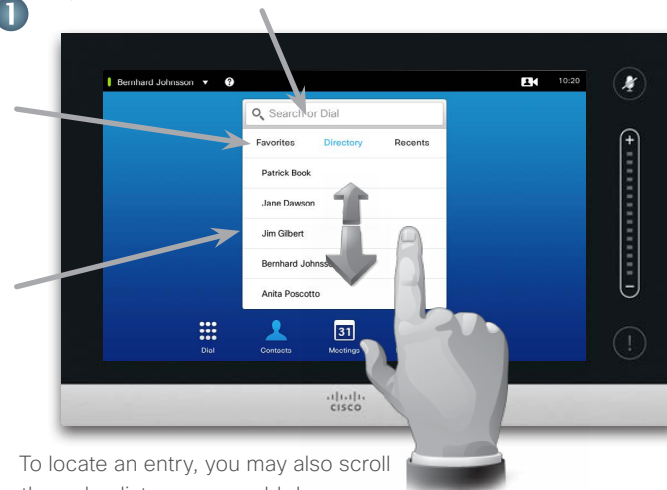 1
Bernhard Johnsson
?
10:20
Search or Dial
Favorites Directory Recents
Patrick Book
Jane Dawson
Jim Gilbert
Bernhard Johnsso
Anita Poscotto
+
31
−
Dial Contacts Meetings
!
CISCO
To locate an entry, you may also scroll